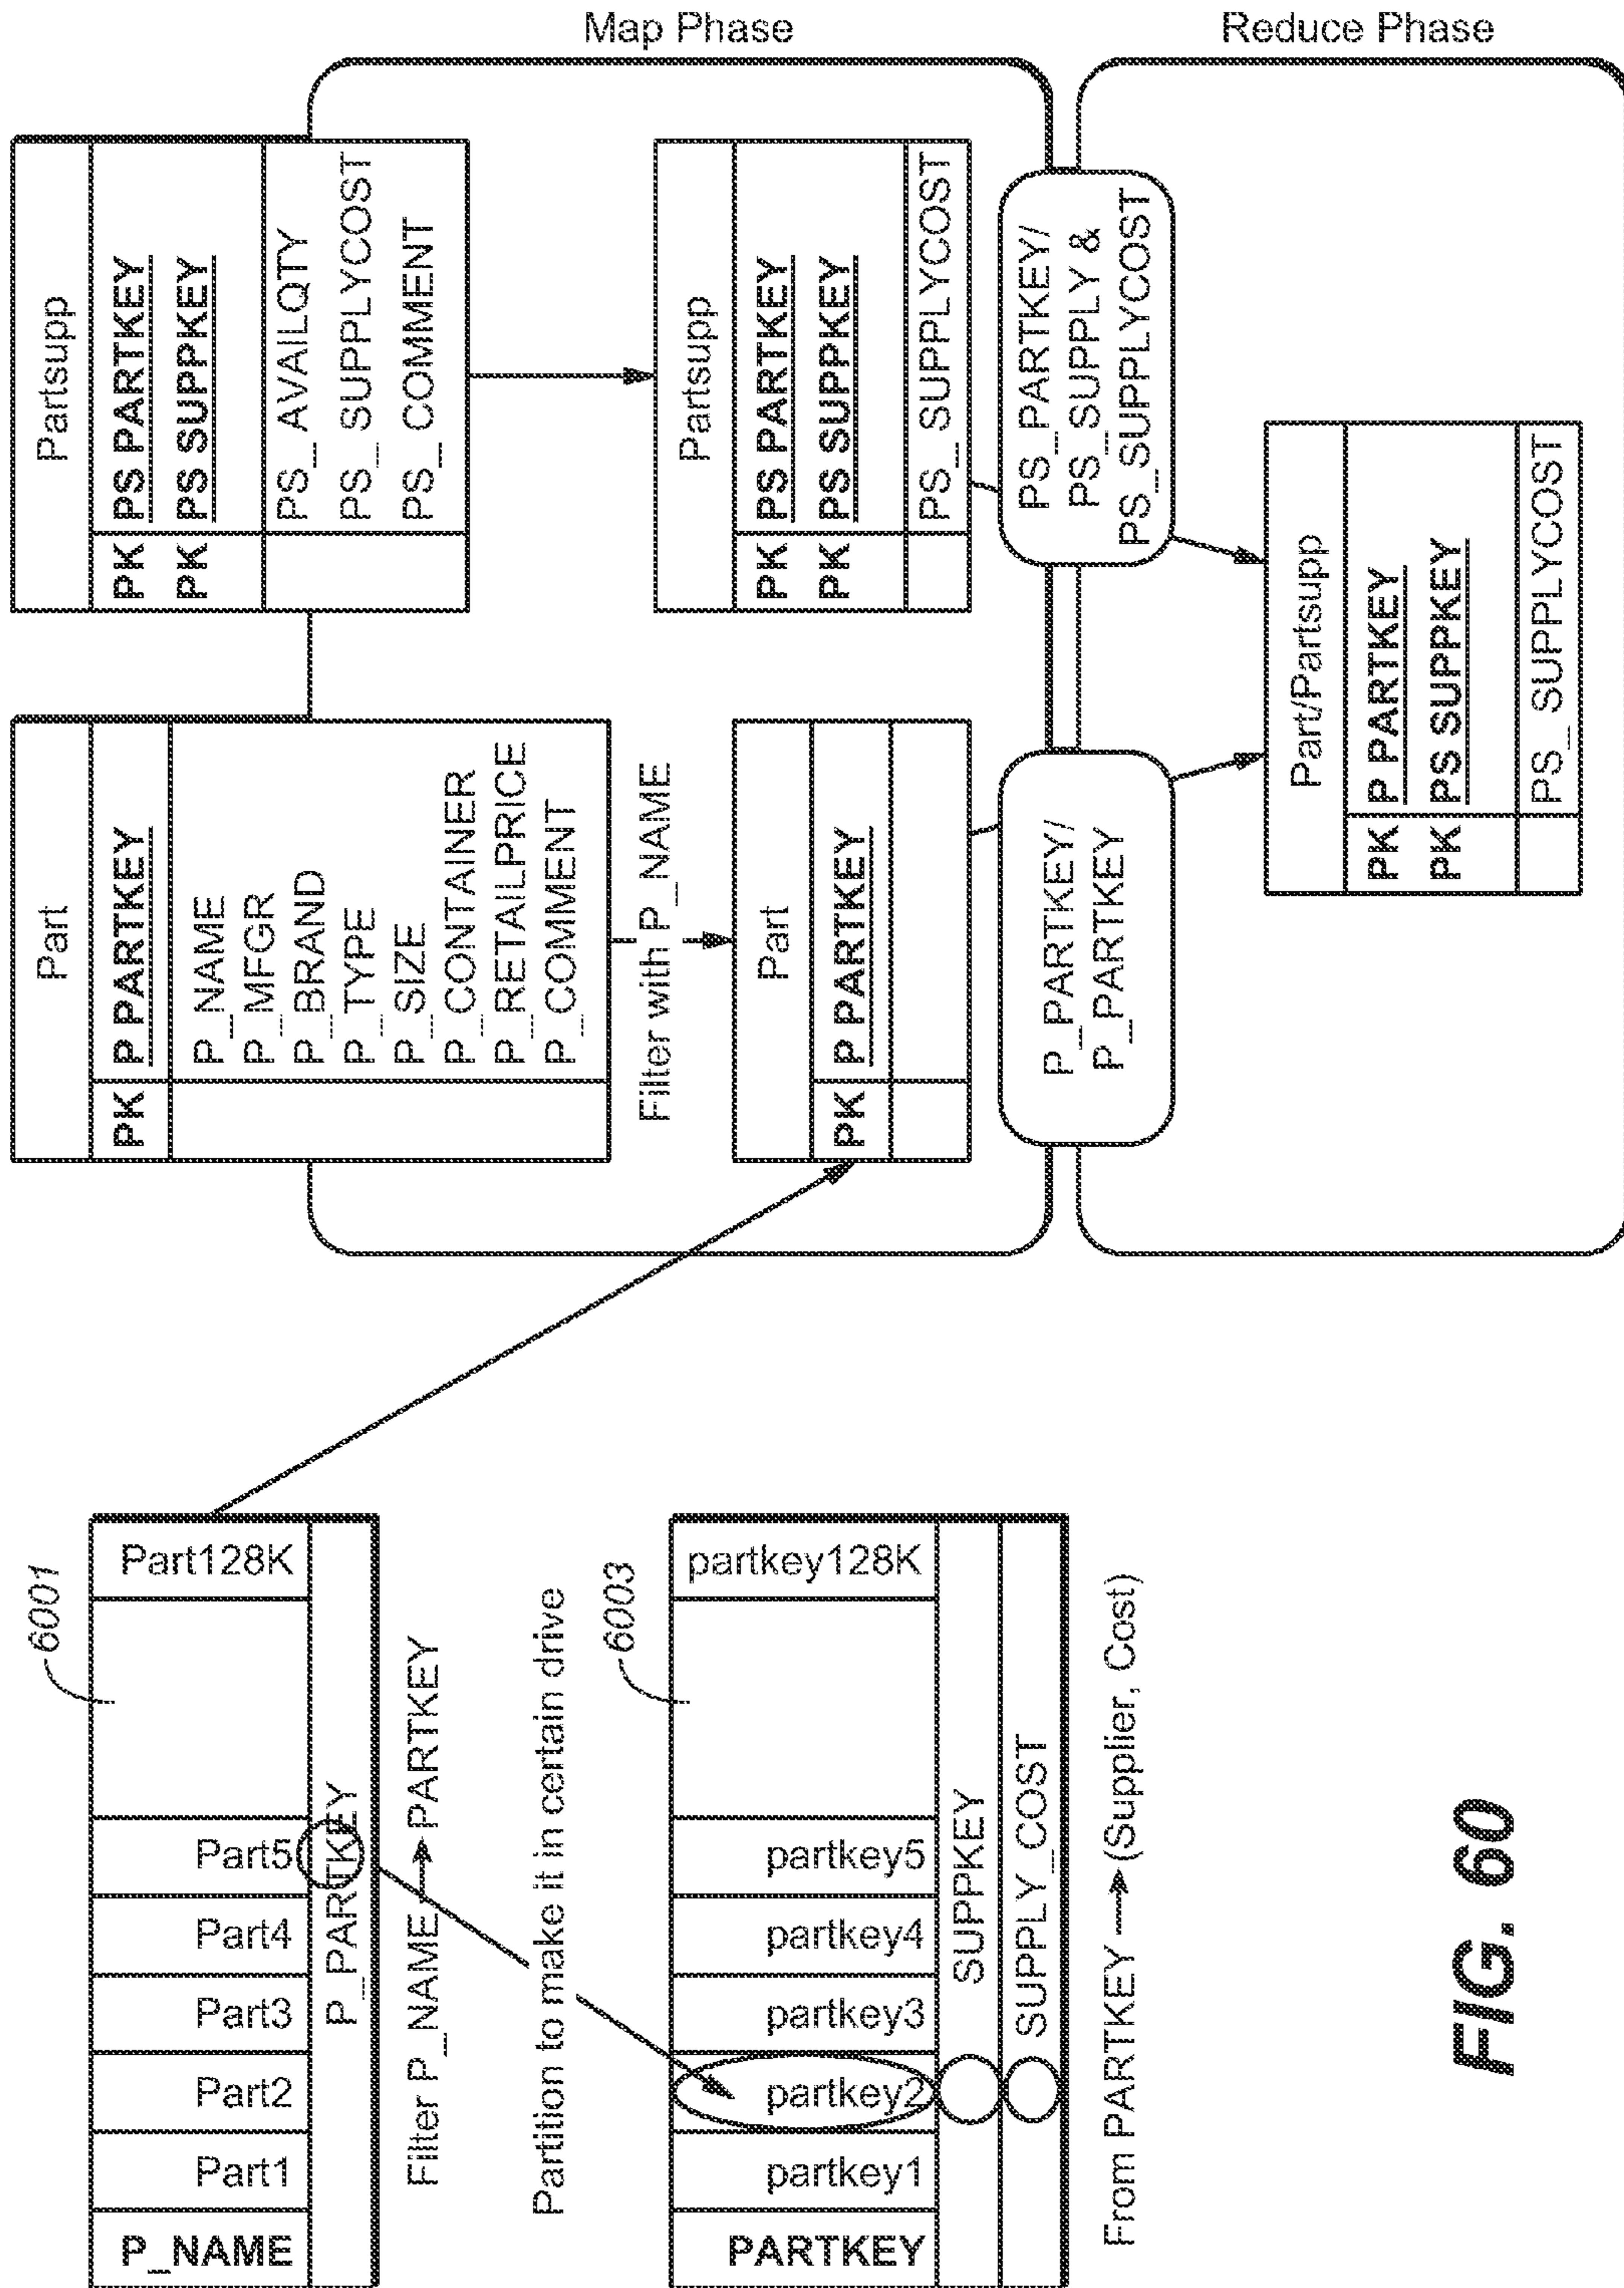 6001
P_NAME
Part1
Part2
Part3
Part4
Part5
Part128K
P_PARTKEY
Filter P_NAME PARTKEY
Partition to make it in certain drive
6003
PARTKEY
partkey1
partkey2
partkey3
partkey4
partkey5
partkey128K
SUPPKEY
SUPPLY_COST
From PARTKEY (Supplier, Cost)
FIG. 60
Part
PK P PARTKEY
P_NAME
P_MFGR
P_BRAND
P_TYPE
P_SIZE
P_CONTAINER
P_RETAILPRICE
P_COMMENT
Filter with P_NAME
Part
PK P PARTKEY
P_PARTKEY/
P_PARTKEY
Partsupp
PK PS PARTKEY
PK PS SUPPKEY
PS_AVAILQTY
PS_SUPPLYCOST
PS_COMMENT
Partsupp
PK PS PARTKEY
PK PS SUPPKEY
PS_SUPPLYCOST
PS_PARTKEY/
PS_SUPPLY &
PS_SUPPLYCOST
Part/Partsupp
PK P PARTKEY
PK PS SUPPKEY
PS_SUPPLYCOST
Map Phase
Reduce Phase